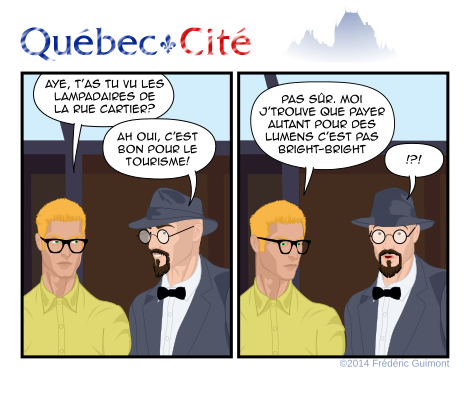 Québec Cité
AYE, T'AS TU VU LES
LAMPADAIRES DE
LA RUE CARTIER?
AH OUI, C'EST
BON POUR LE
TOURISME!
PAS SÛR. MOI
J'TROUVE QUE PAYER
AUTANT POUR DES
LUMENS C'EST PAS
BRIGHT-BRIGHT
!?!
©2014 Frédéric Guimont